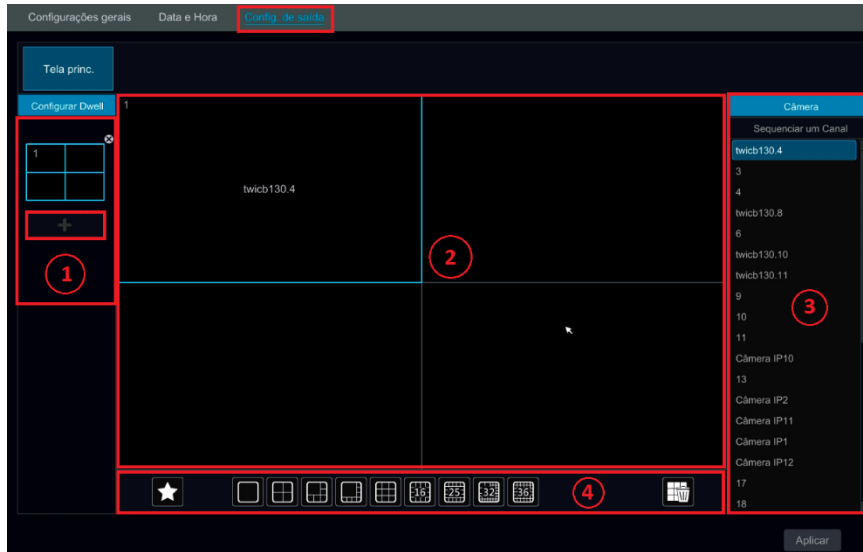 Configurações gerais Data e Hora Config. de saída
Tela princ.
Configurar Dwell
1
1
1
twicb130.4
2
Câmera
Sequenciar um Canal
twicb130.4
3
4
twicb130.8
6
twicb130.10
twicb130.11
9
10
11
Câmera IP10
13
Câmera IP2
Câmera IP11
Câmera IP1
Câmera IP12
17
18
3
16 25 32 36
4
Aplicar